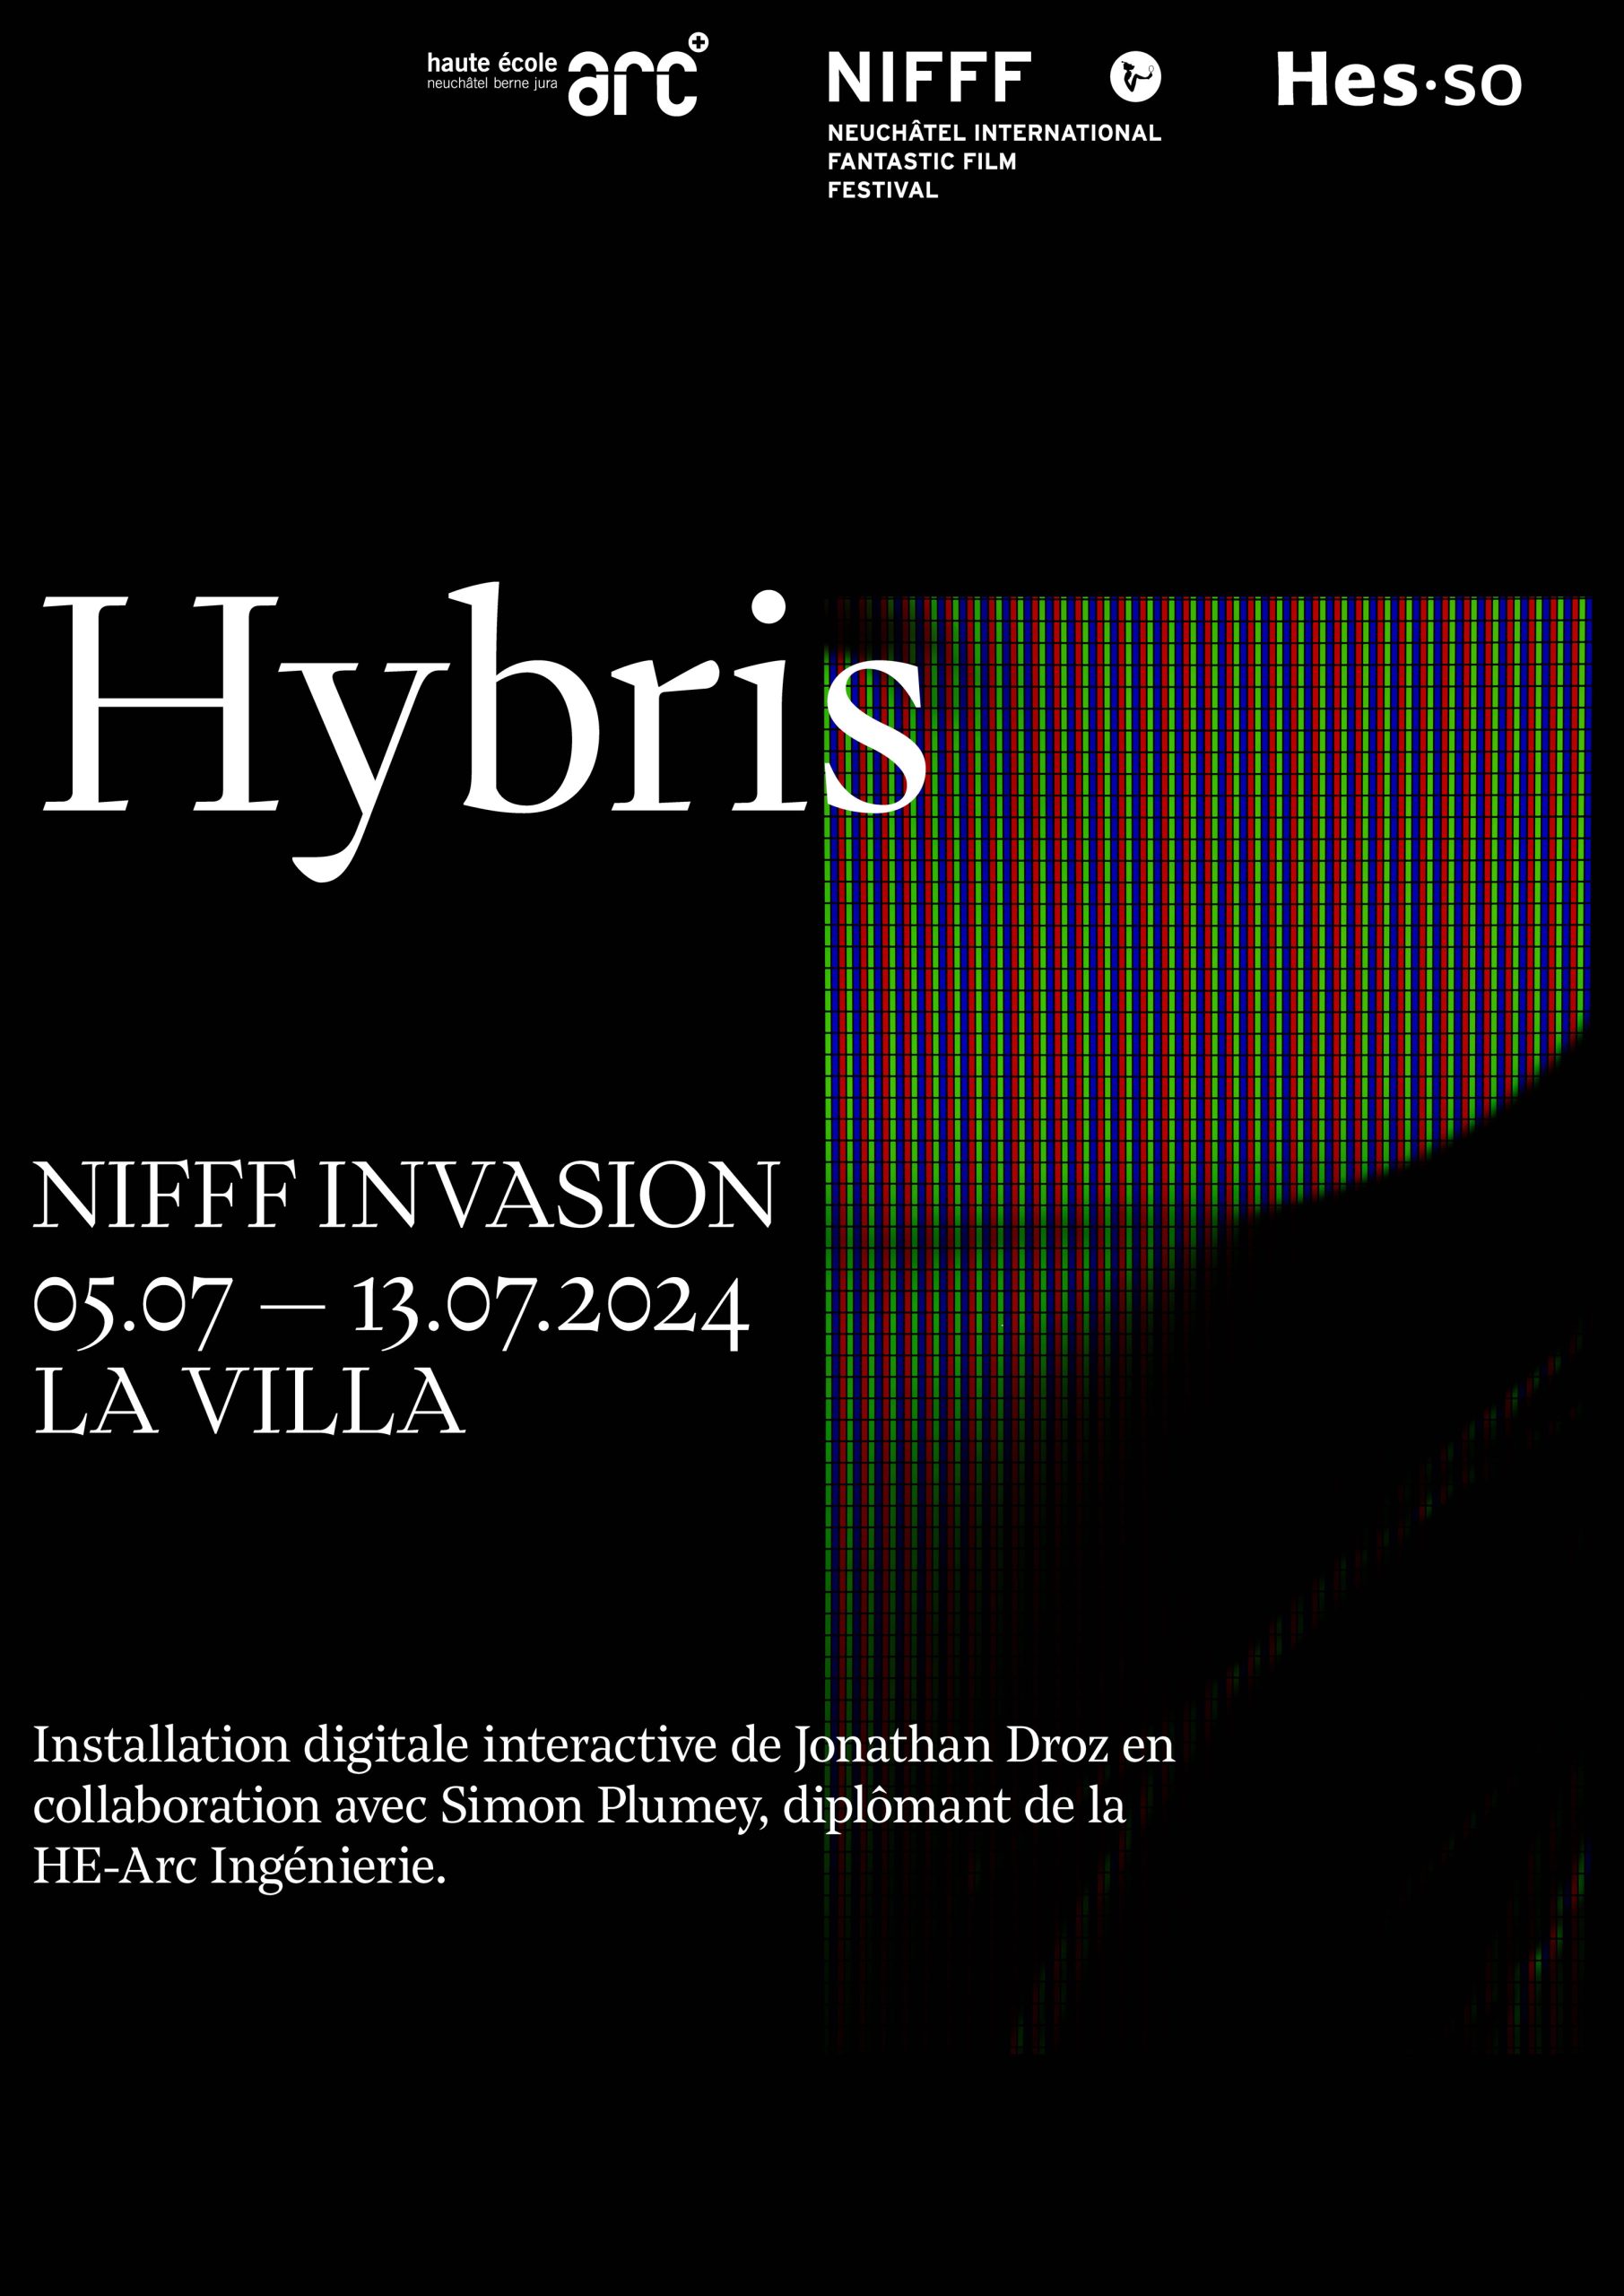 haute école
neuchâtel berne jura
arc
NIFFF
NEUCHÂTEL INTERNATIONAL
FANTASTIC FILM
FESTIVAL
Hes·so
Hybris
NIFFF INVASION
05.07 — 13.07.2024
LA VILLA
Installation digitale interactive de Jonathan Droz en
collaboration avec Simon Plumey, diplômant de la
HE-Arc Ingénierie.